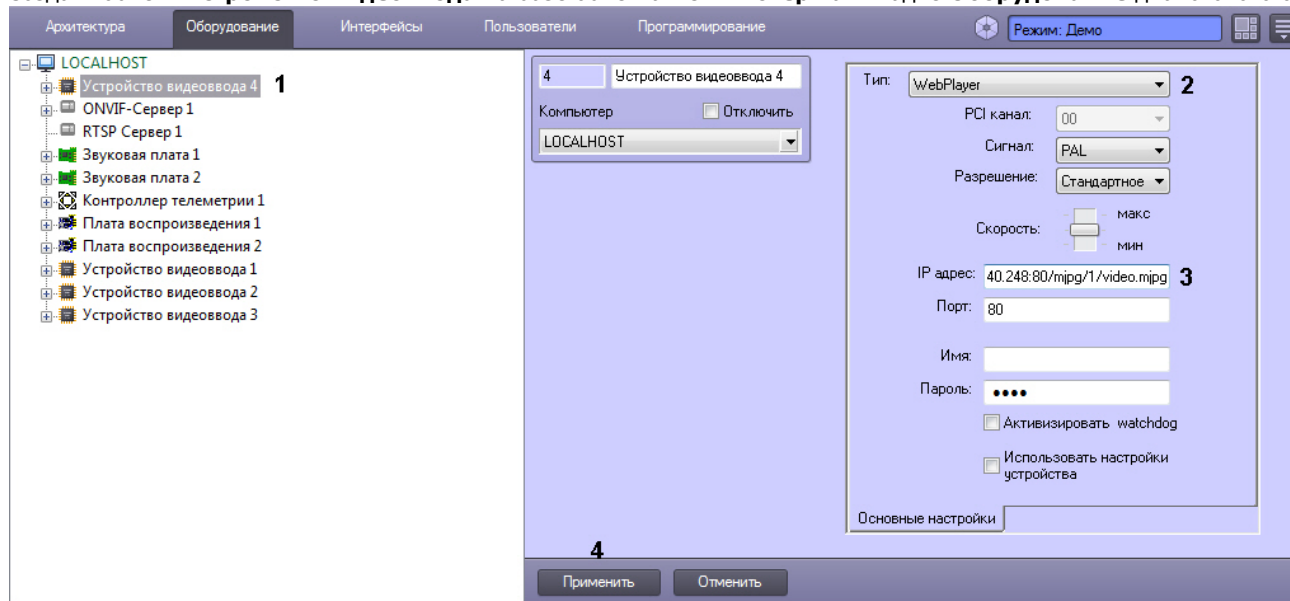 Архитектура Оборудование Интерфейсы Пользователи Программирование Режим: Демо
LOCALHOST
Устройство видеоввода 4 1
ONVIF-Сервер 1
RTSP Сервер 1
Звуковая плата 1
Звуковая плата 2
Контроллер телеметрии 1
Плата воспроизведения 1
Плата воспроизведения 2
Устройство видеоввода 1
Устройство видеоввода 2
Устройство видеоввода 3
4 Устройство видеоввода 4
Компьютер Отключить
LOCALHOST
Тип: WebPlayer 2
PCI канал: 00
Сигнал: PAL
Разрешение: Стандартное
макс
Скорость:
мин
IP адрес: 40.248:80/mjpg/1/video.mjpg 3
Порт: 80
Имя:
Пароль: ••••
Активизировать watchdog
Использовать настройки
устройства
Основные настройки
4
Применить Отменить